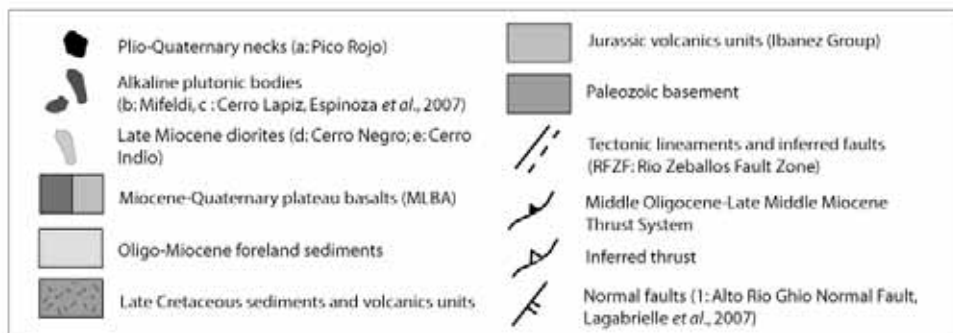 Plio-Quaternary necks (a: Pico Rojo)
Alkaline plutonic bodies
(b: Mifeldi, c : Cerro Lapiz, Espinoza et al., 2007)
Late Miocene diorites (d: Cerro Negro; e: Cerro
Indio)
Miocene-Quaternary plateau basalts (MLBA)
Oligo-Miocene foreland sediments
Late Cretaceous sediments and volcanics units
Jurassic volcanics units (Ibanez Group)
Paleozoic basement
Tectonic lineaments and inferred faults
(RFZF: Rio Zeballos Fault Zone)
Middle Oligocene-Late Middle Miocene
Thrust System
Inferred thrust
Normal faults (1: Alto Rio Ghio Normal Fault,
Lagabrielle et al., 2007)